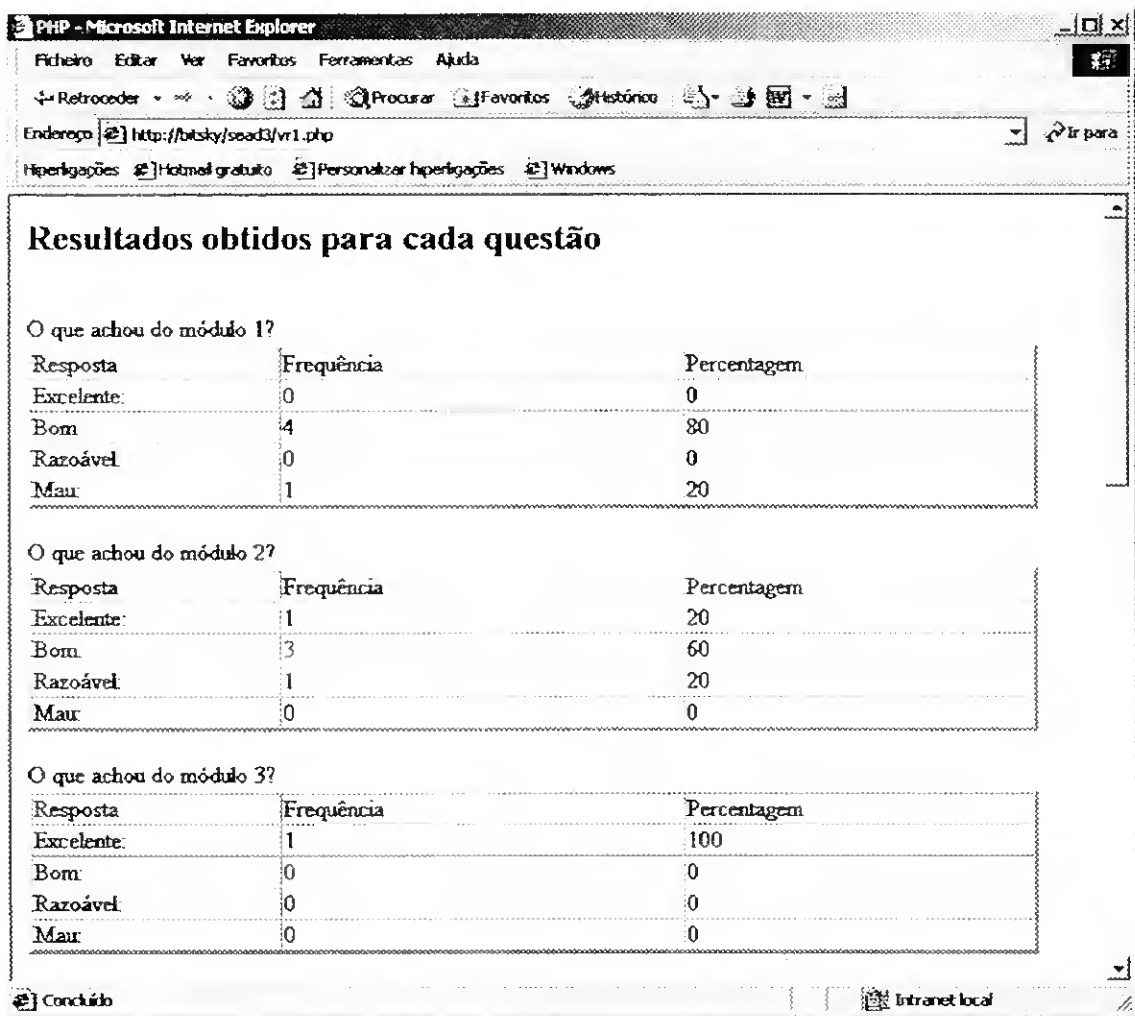 PHP - Microsoft Internet Explorer
Ficheiro Editar Ver Favoritos Ferramentas Ajuda
Retroceder Procurar Favoritos Histórico
Endereço http://bitsky/sead3/vr1.php Ir para
Hiperligações Hotmail gratuito Personalizar hiperligações Windows
Resultados obtidos para cada questão
O que achou do módulo 1?
Resposta Frequência Percentagem
Excelente: 0 0
Bom 4 80
Razoável 0 0
Mau: 1 20
O que achou do módulo 2?
Resposta Frequência Percentagem
Excelente: 1 20
Bom. 3 60
Razoável: 1 20
Mau: 0 0
O que achou do módulo 3?
Resposta Frequência Percentagem
Excelente: 1 100
Bom: 0 0
Razoável: 0 0
Mau: 0 0
Concluído Intranet local